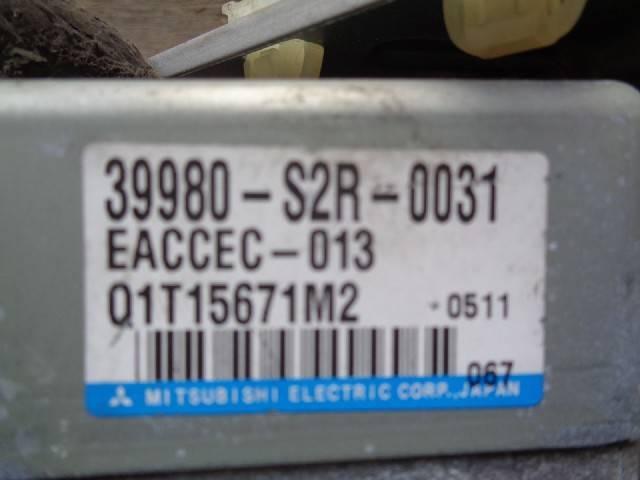 39980-S2R-0031
EACCEC-013
Q1T15671M2 -0511
067
MITSUBISHI ELECTRIC CORP., JAPAN